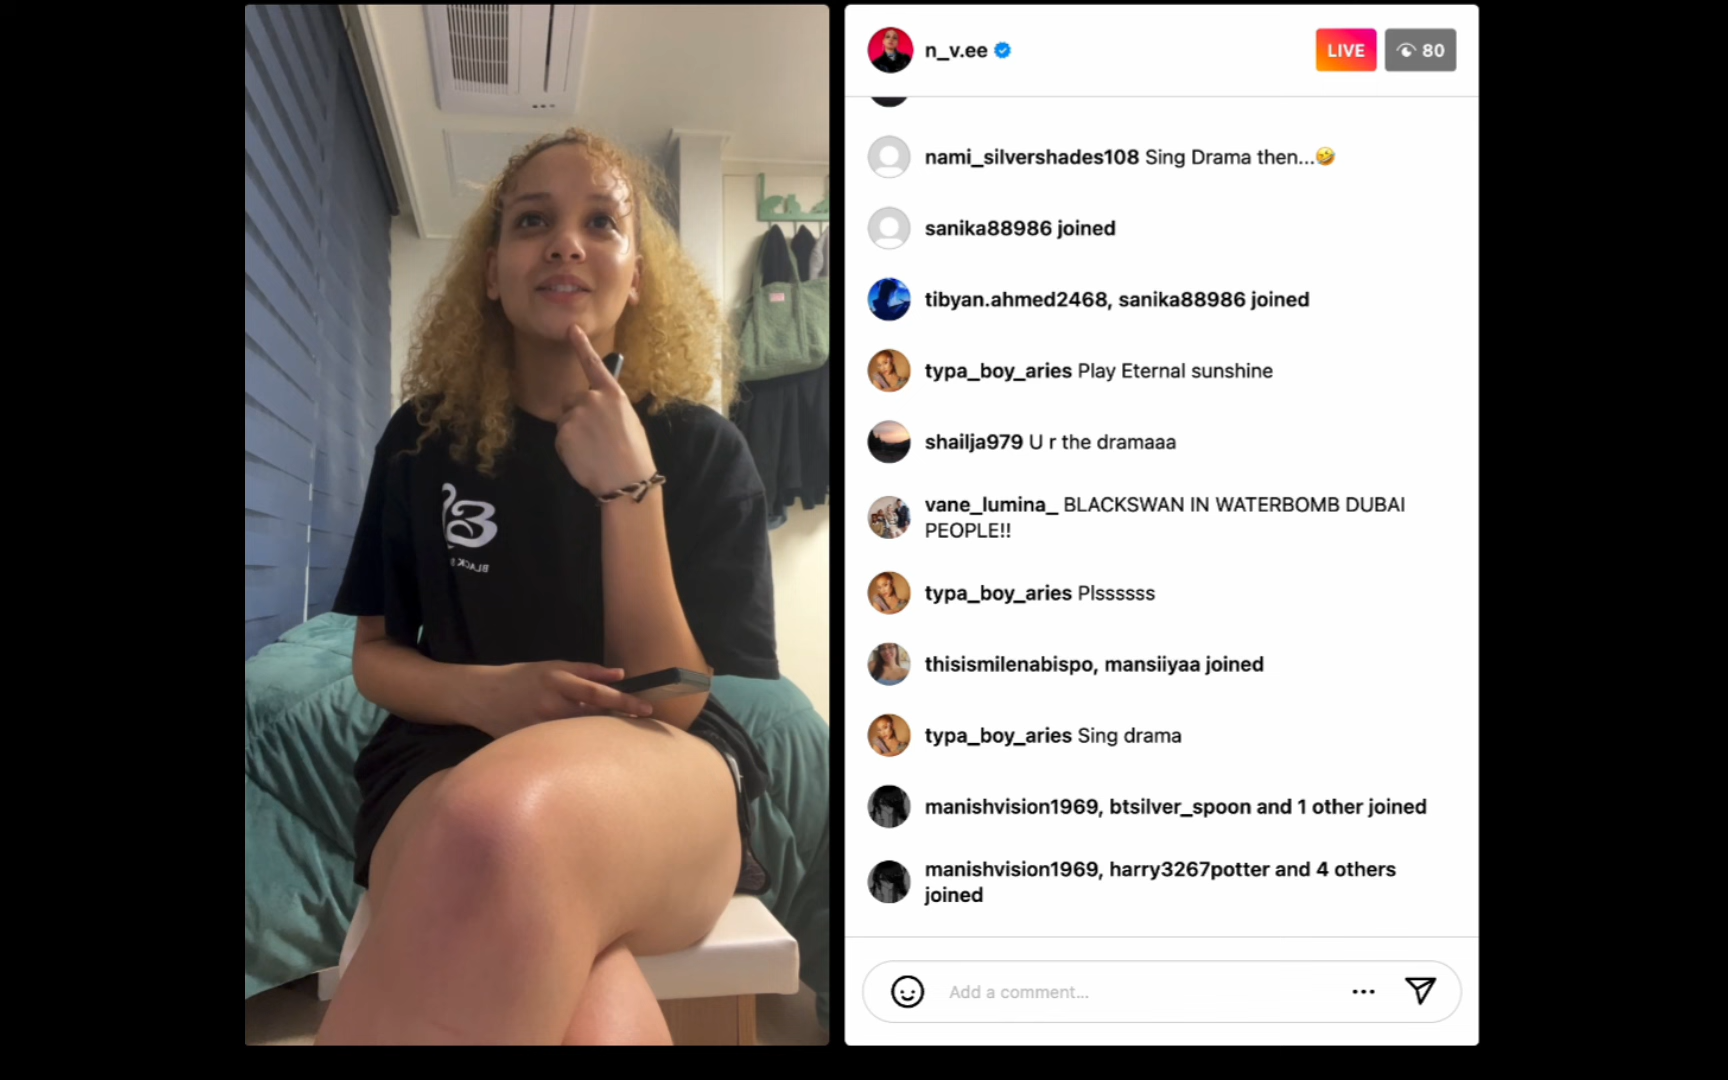 n_v.ee
LIVE
80
nami_silvershades108 Sing Drama then...🤣
sanika88986 joined
tibyan.ahmed2468, sanika88986 joined
typa_boy_aries Play Eternal sunshine
shailja979 U r the dramaaa
vane_lumina_ BLACKSWAN IN WATERBOMB DUBAI
PEOPLE!!
typa_boy_aries Plssssss
thisismilenabispo, mansiiyaa joined
typa_boy_aries Sing drama
manishvision1969, btsilver_spoon and 1 other joined
manishvision1969, harry3267potter and 4 others
joined
Add a comment...
BLACK